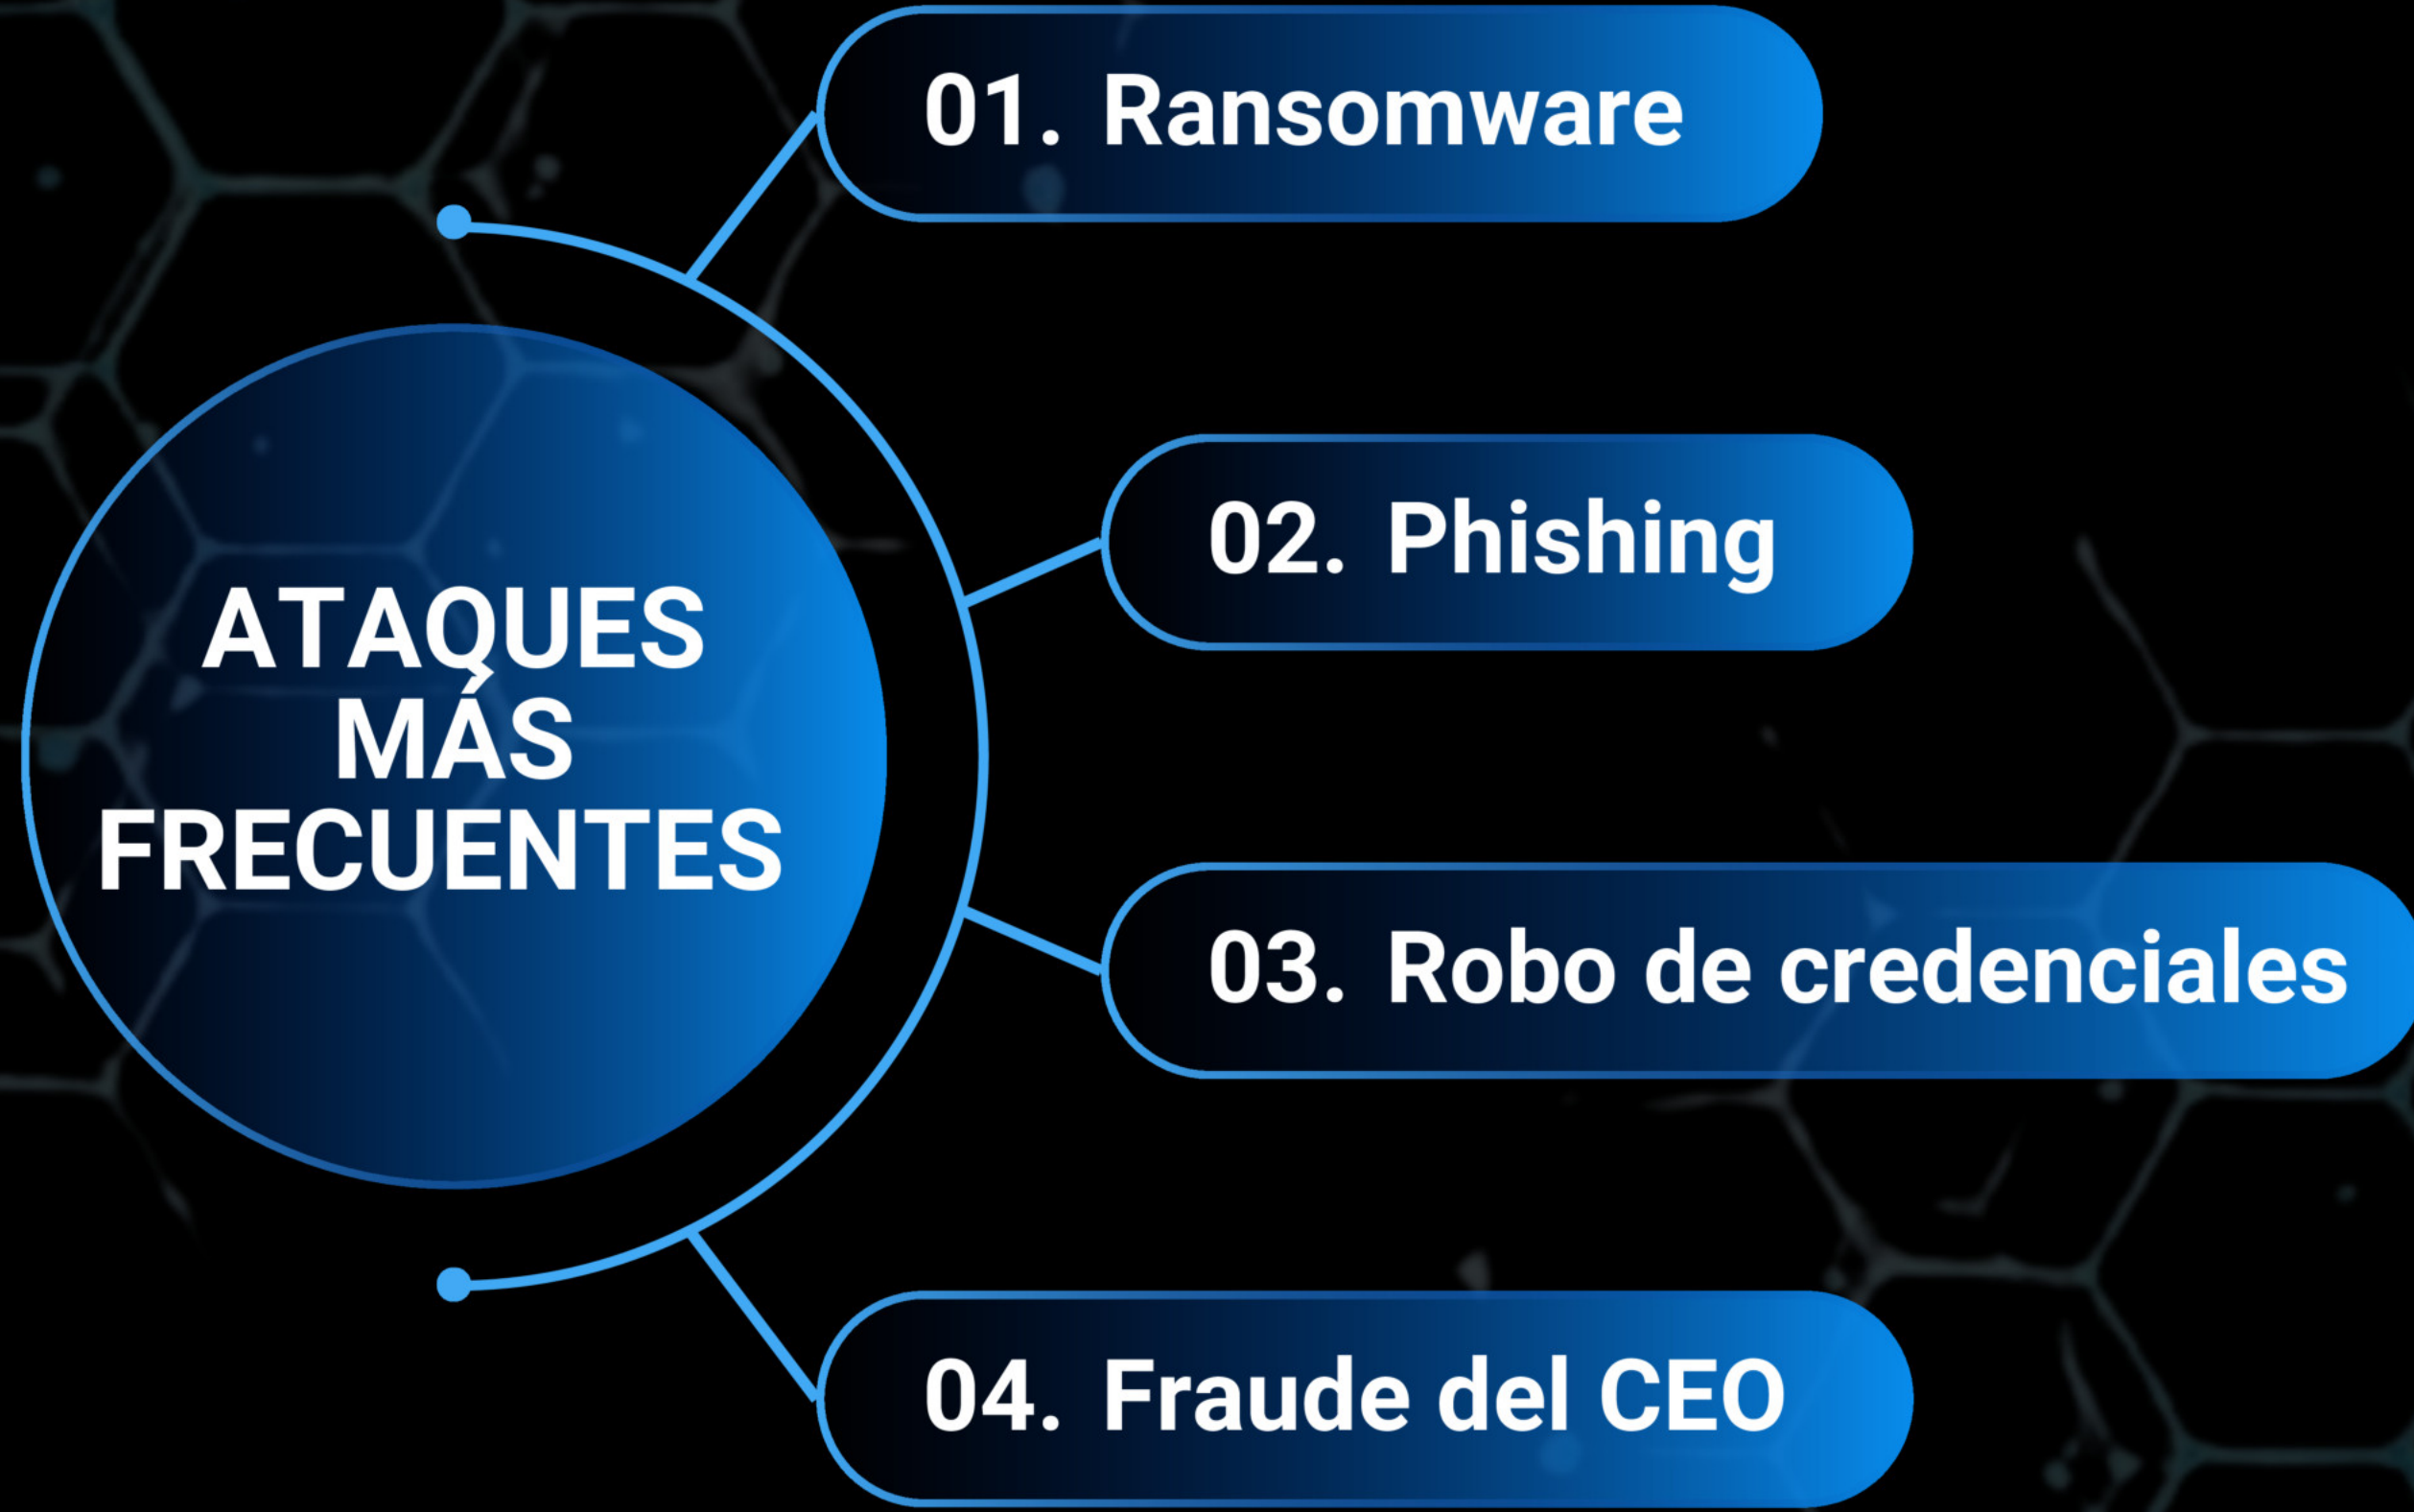 ATAQUES
MÁS
FRECUENTES
01. Ransomware
02. Phishing
03. Robo de credenciales
04. Fraude del CEO